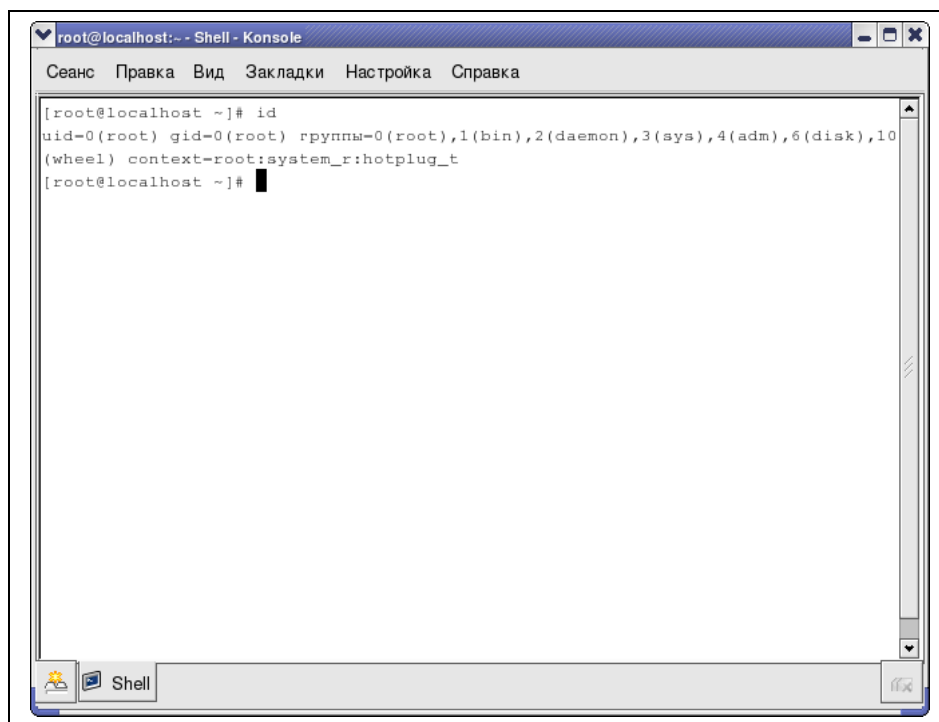 root@localhost:~ - Shell - Konsole
Сеанс Правка Вид Закладки Настройка Справка
[root@localhost ~]# id
uid=0(root) gid=0(root) группы=0(root),1(bin),2(daemon),3(sys),4(adm),6(disk),10
(wheel) context=root:system_r:hotplug_t
[root@localhost ~]#
Shell